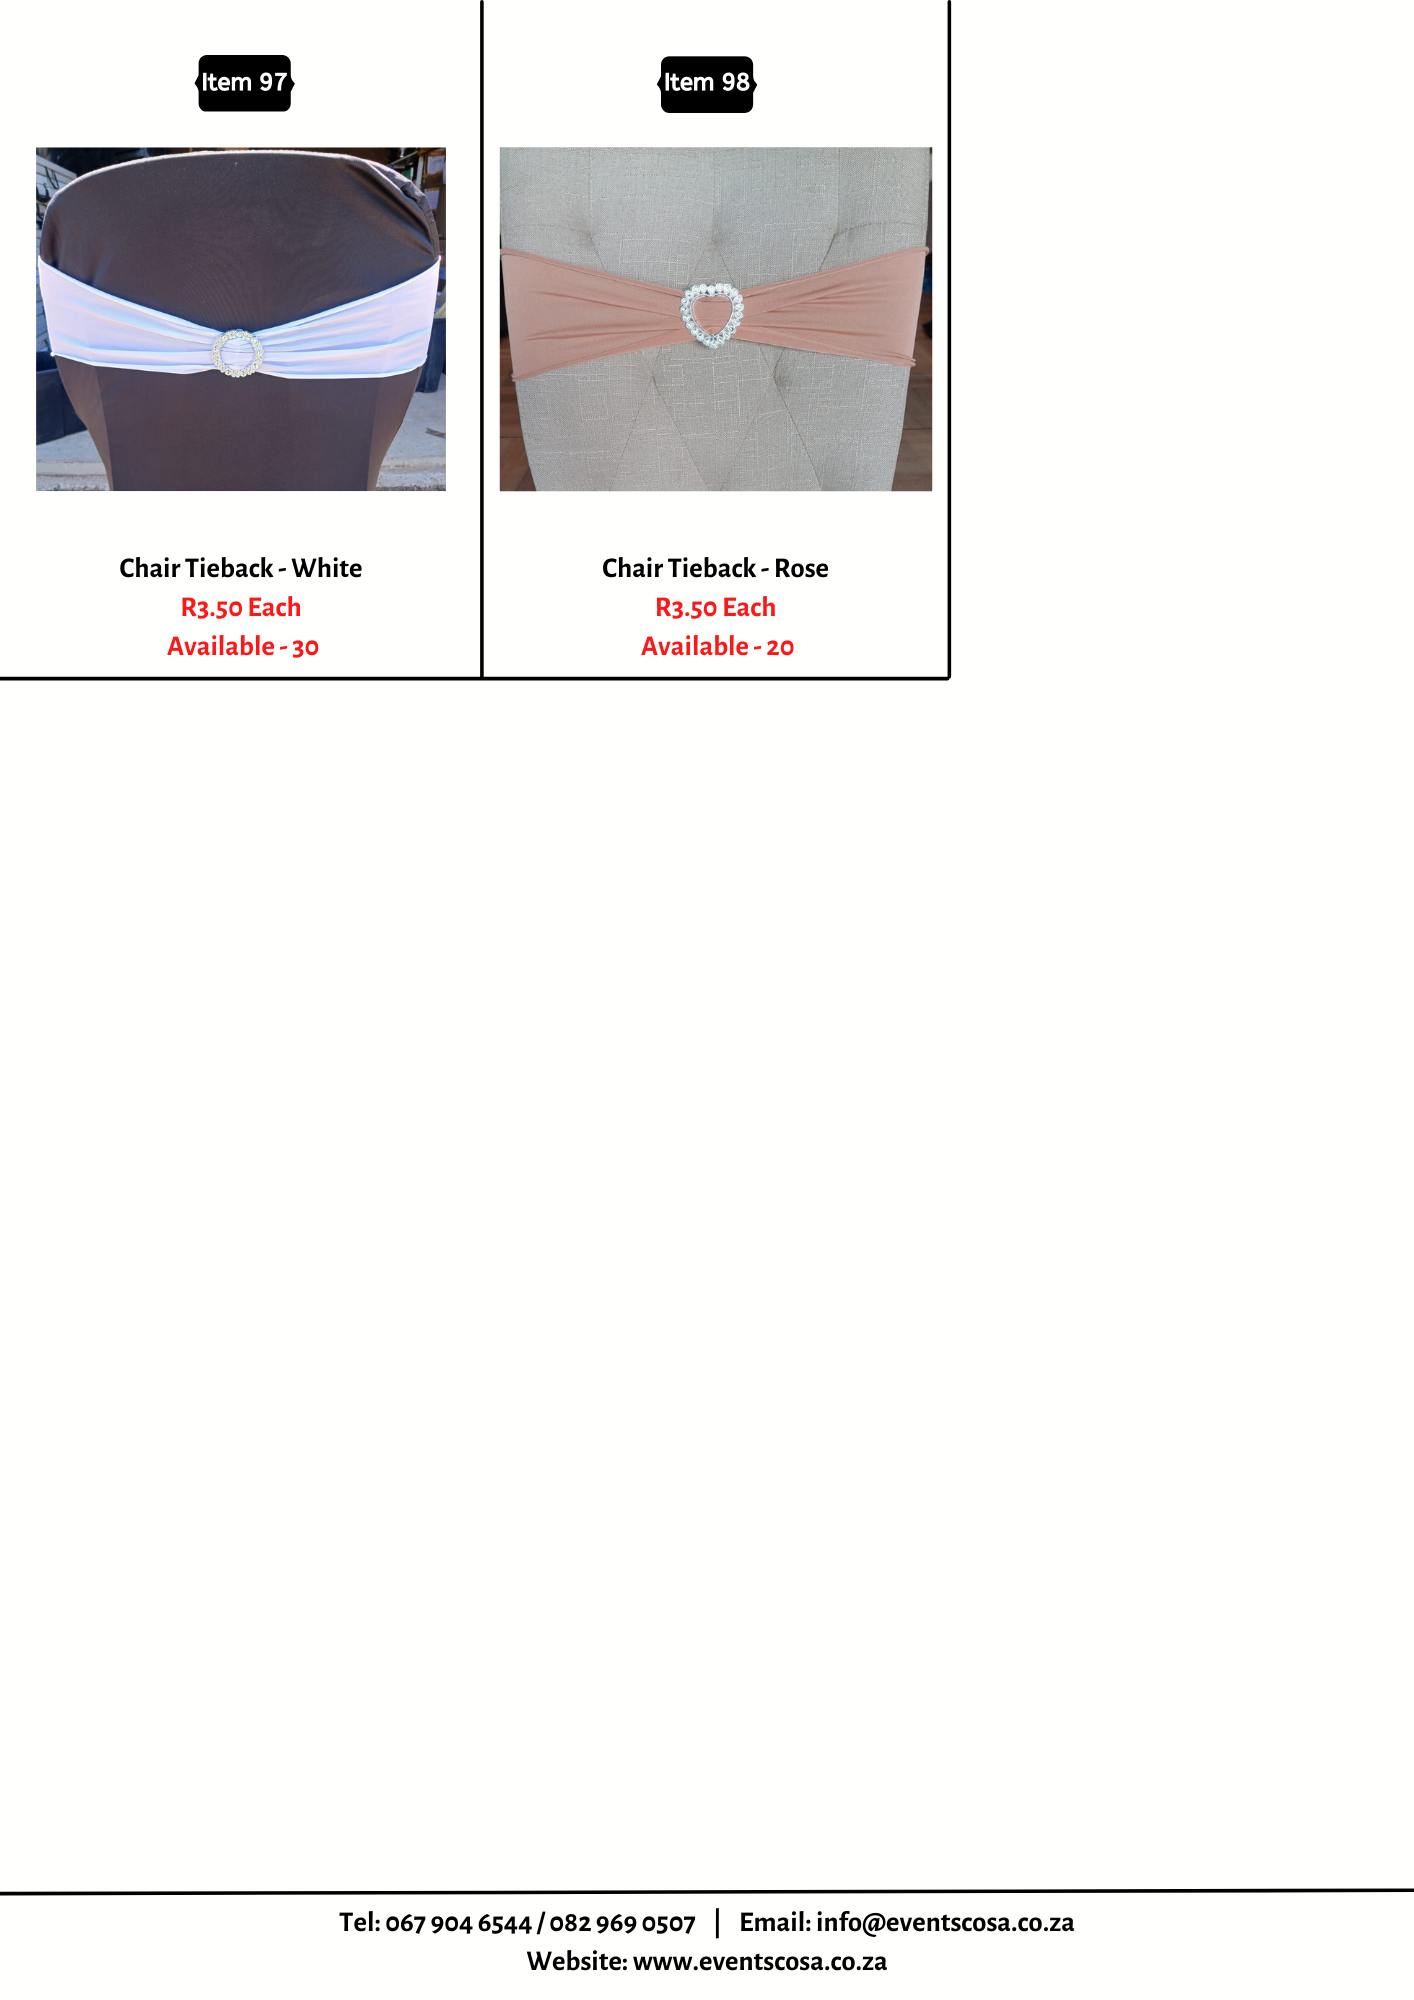 Item 97
Item 98
Chair Tieback - White
R3.50 Each
Available - 30
Chair Tieback - Rose
R3.50 Each
Available - 20
Tel: 067 904 6544 / 082 969 0507 | Email: info@eventscosa.co.za
Website: www.eventscosa.co.za